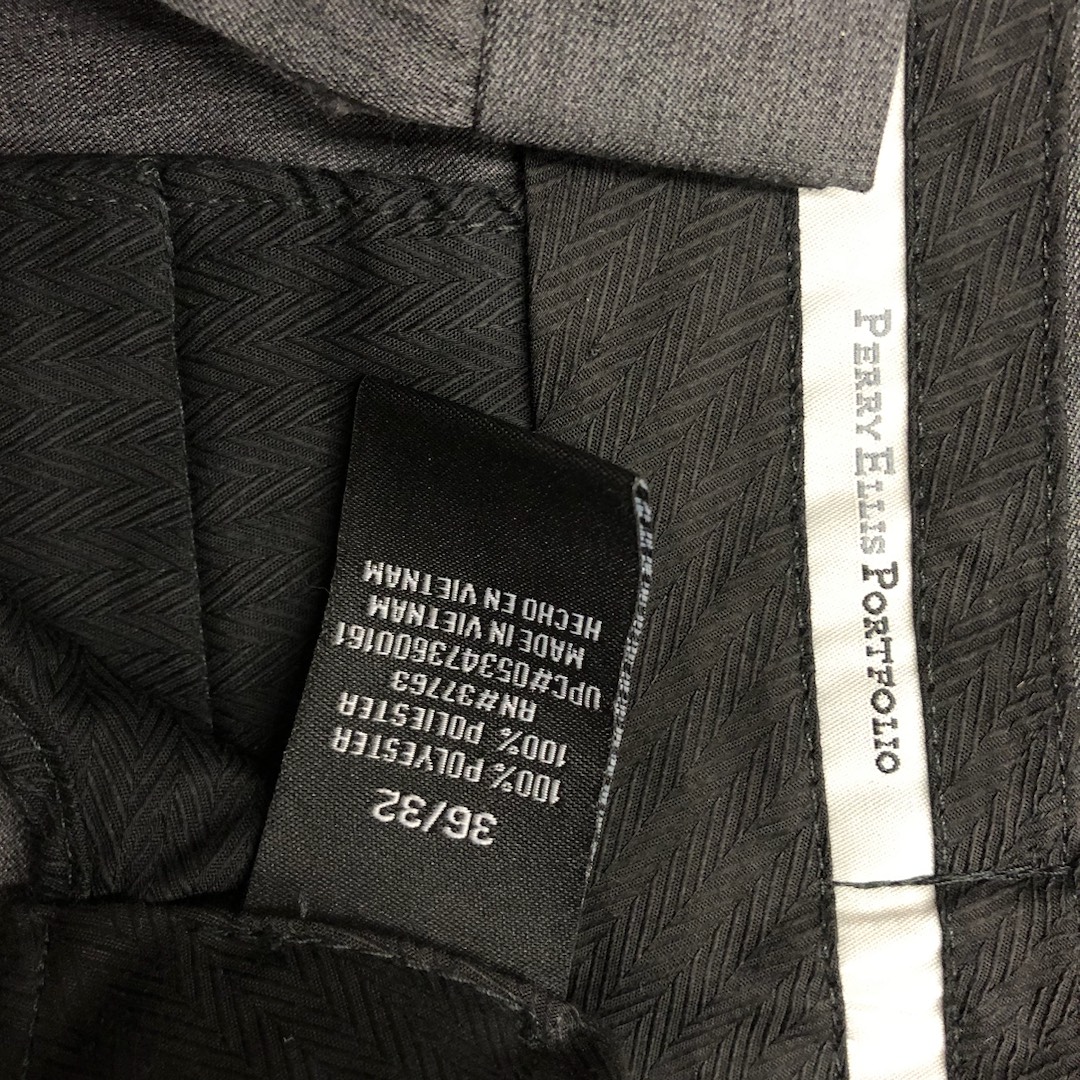 PERRY ELLIS PORTFOLIO
36/32
100% POLYESTER
100% POLIESTER
RN#37763
UPC#053473600161
MADE IN VIETNAM
HECHO EN VIETNAM